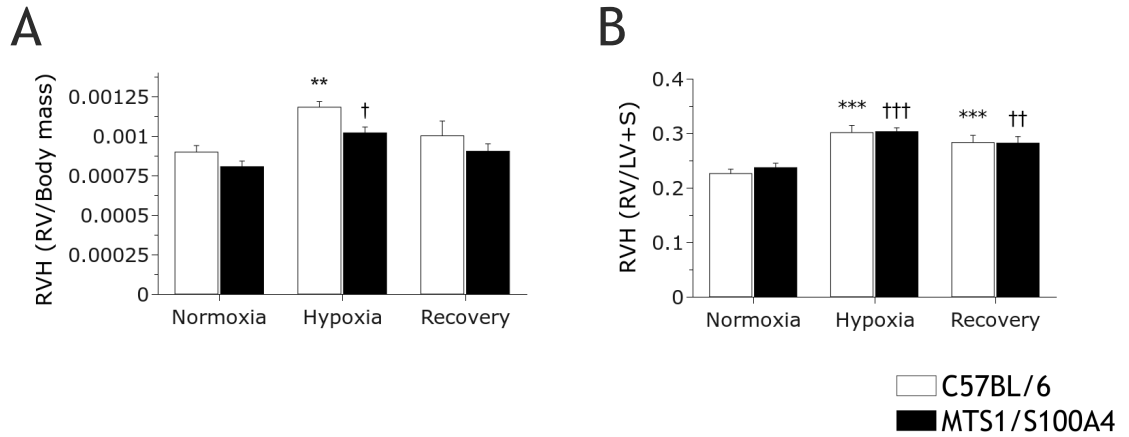 A
RVH (RV/Body mass)
0.00125
0.001
0.00075
0.0005
0.00025
0
**
†
Normoxia Hypoxia Recovery
B
RVH (RV/LV+S)
0.4
0.3
0.2
0.1
0
*** ††† *** ††
Normoxia Hypoxia Recovery
C57BL/6
MTS1/S100A4